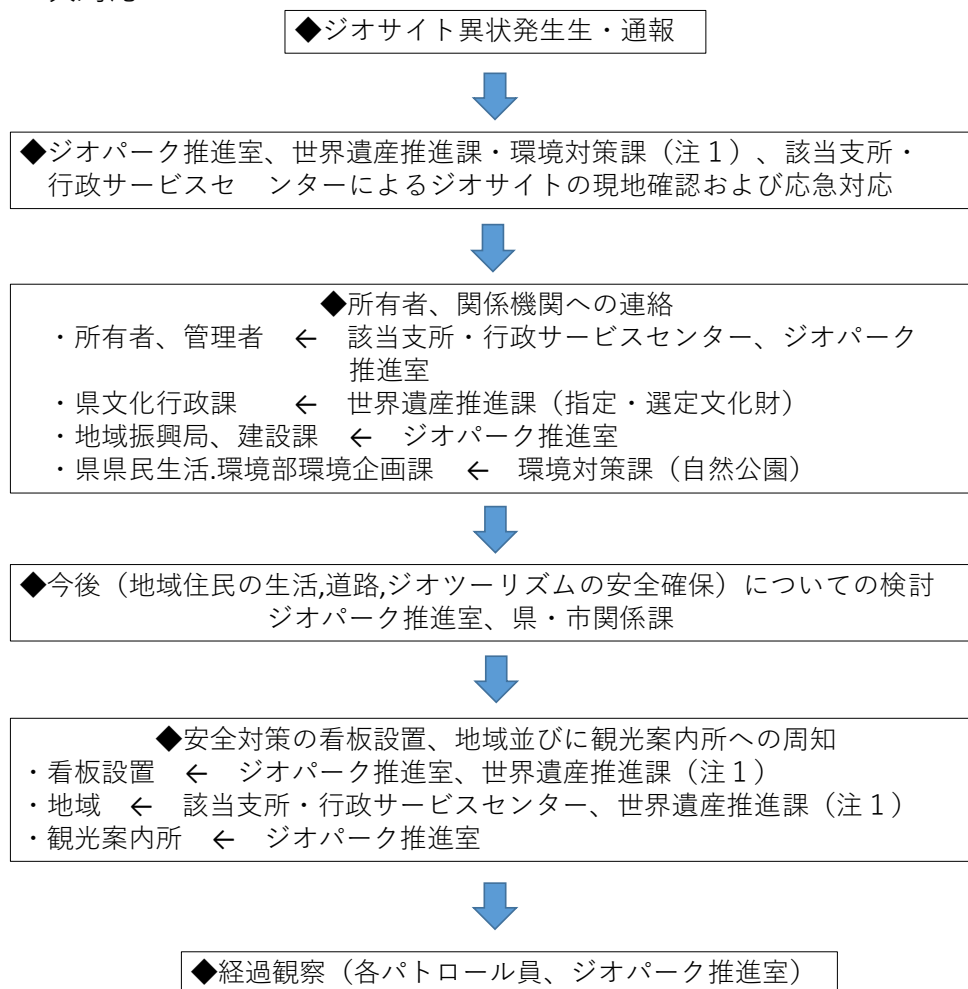 ◆ジオサイト異状発生生・通報
◆ジオパーク推進室、世界遺産推進課・環境対策課（注１）、該当支所・
行政サービスセ　ンターによるジオサイトの現地確認および応急対応
◆所有者、関係機関への連絡
・所有者、管理者　←　該当支所・行政サービスセンター、ジオパーク
推進室
・県文化行政課　　←　世界遺産推進課（指定・選定文化財）
・地域振興局、建設課　←　ジオパーク推進室
・県県民生活.環境部環境企画課　←　環境対策課（自然公園）
◆今後（地域住民の生活,道路,ジオツーリズムの安全確保）についての検討
ジオパーク推進室、県・市関係課
◆安全対策の看板設置、地域並びに観光案内所への周知
・看板設置　←　ジオパーク推進室、世界遺産推進課（注１）
・地域　←　該当支所・行政サービスセンター、世界遺産推進課（注１）
・観光案内所　←　ジオパーク推進室
◆経過観察（各パトロール員、ジオパーク推進室）